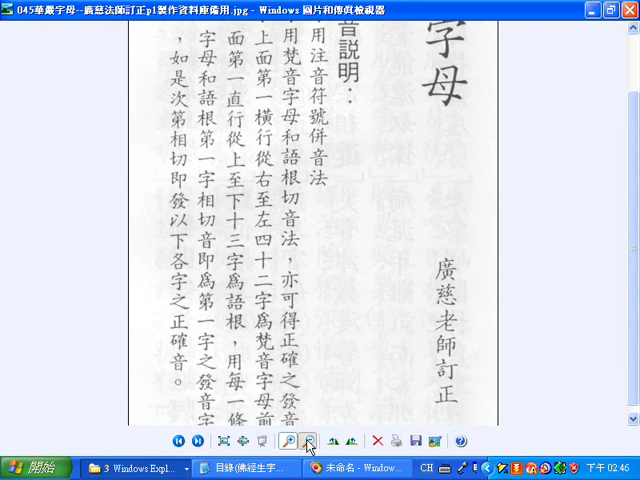 045華嚴字母--廣慈法師訂正p1製作資料庫備用.jpg - Windows 圖片和傳真檢視器
字母
廣慈老師訂正
音說明：
用注音符號併音法
用梵音字母和語根切音法，亦可得正確之發音
上面第一橫行從右至左四十二字為梵音字母前
面第一直行從上至下十三字為語根，用每一條
字母和語根第一字相切音即為第一字之發音字
，如是次第相切即發以下各字之正確音。
開始
3 Windows Expl...
目錄(佛經生字...
未命名 - Window...
CH
下午 02:46